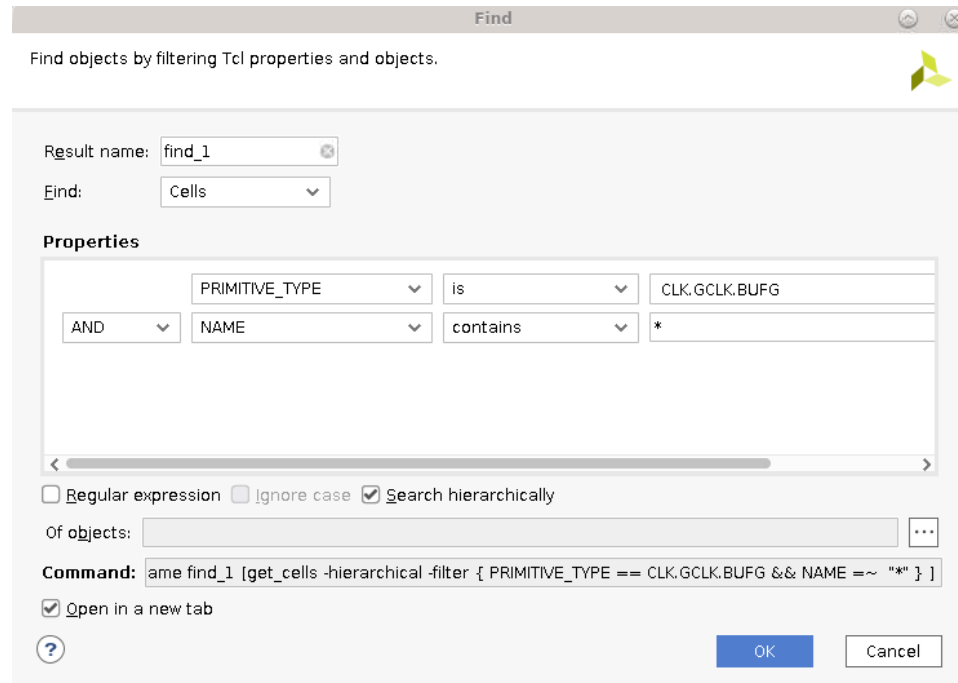 Find
Find objects by filtering Tcl properties and objects.
Result name: find_1
Find: Cells
Properties
PRIMITIVE_TYPE is CLK.GCLK.BUFG
AND NAME contains *
Regular expression Ignore case Search hierarchically
Of objects: ...
Command: ame find_1 [get_cells -hierarchical -filter { PRIMITIVE_TYPE == CLK.GCLK.BUFG && NAME =~ "*" } ]
Open in a new tab
? OK Cancel